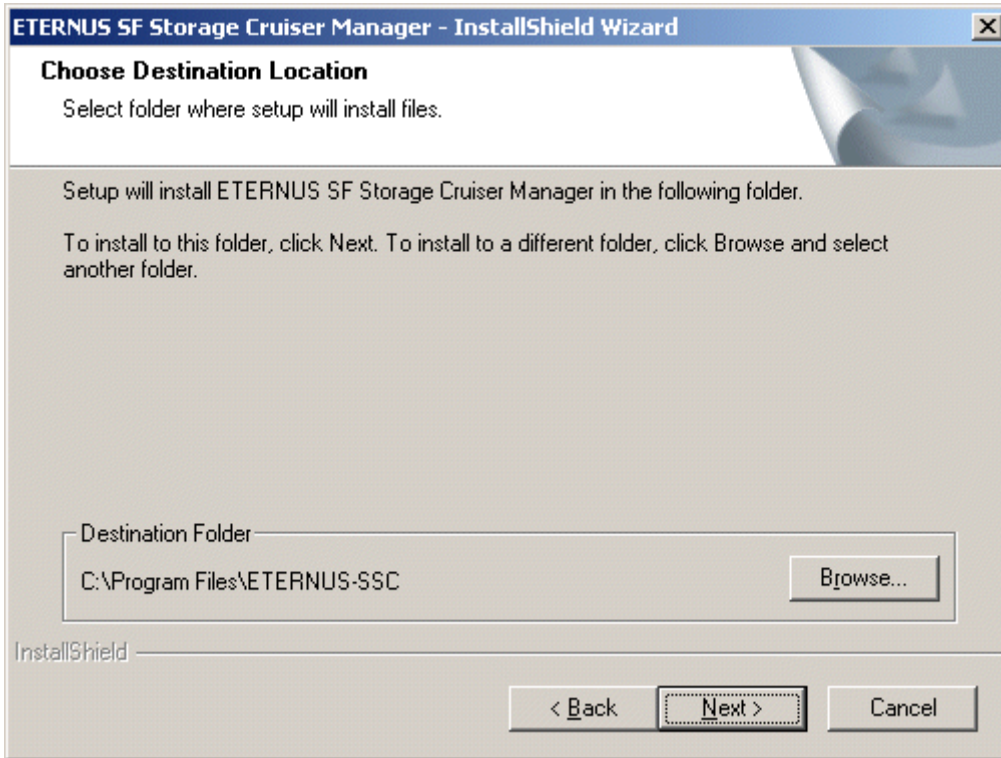 ETERNUS SF Storage Cruiser Manager - InstallShield Wizard
Choose Destination Location
Select folder where setup will install files.
Setup will install ETERNUS SF Storage Cruiser Manager in the following folder.
To install to this folder, click Next. To install to a different folder, click Browse and select
another folder.
Destination Folder
C:\Program Files\ETERNUS-SSC
Browse...
InstallShield
< Back
Next >
Cancel